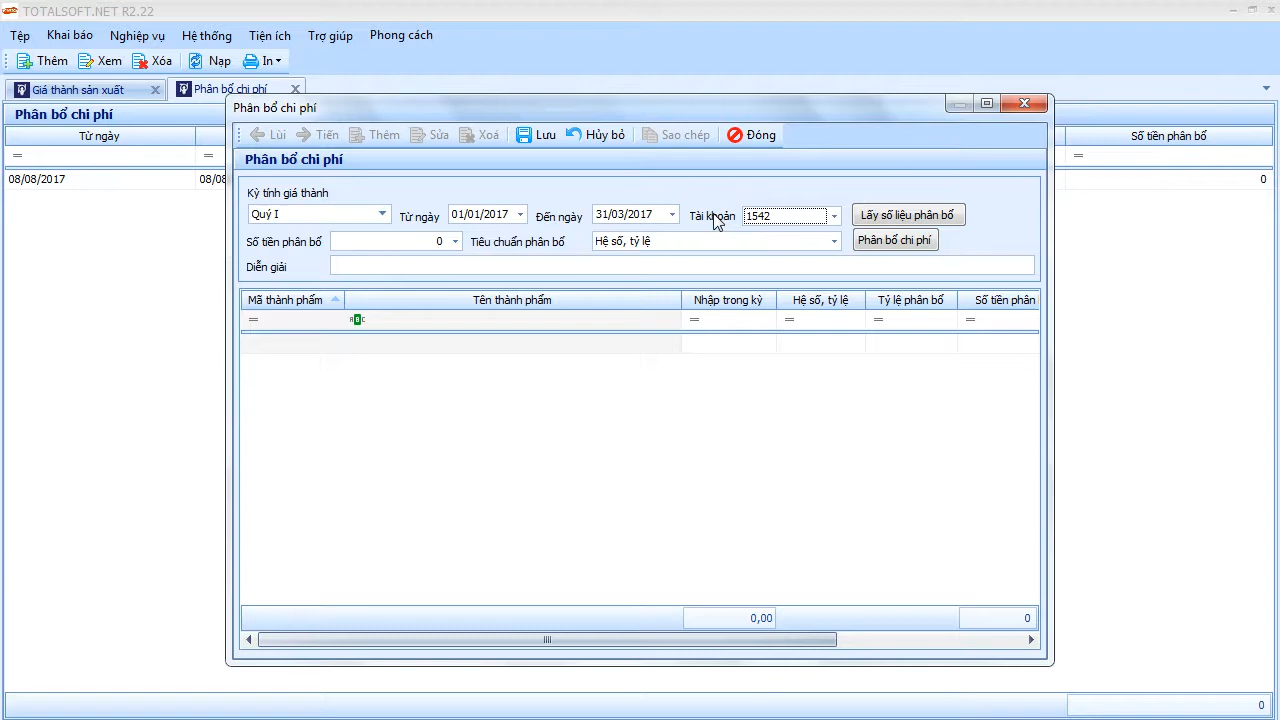 TOTALSOFT.NET R2.22
Tệp Khai báo Nghiệp vụ Hệ thống Tiện ích Trợ giúp Phong cách
Thêm Xem Xóa Nạp In
Giá thành sản xuất Phân bổ chi phí
Phân bổ chi phí
Từ ngày Số tiền phân bổ
= = =
08/08/2017 08/08 0
Phân bổ chi phí
Lùi Tiến Thêm Sửa Xoá Lưu Hủy bỏ Sao chép Đóng
Phân bổ chi phí
Kỳ tính giá thành
Quý I Từ ngày 01/01/2017 Đến ngày 31/03/2017 Tài khoản 1542 Lấy số liệu phân bổ
Số tiền phân bổ 0 Tiêu chuẩn phân bổ Hệ số, tỷ lệ Phân bổ chi phí
Diễn giải
Mã thành phẩm Tên thành phẩm Nhập trong kỳ Hệ số, tỷ lệ Tỷ lệ phân bổ Số tiền phân
= ABC = = = =
0,00 0
0